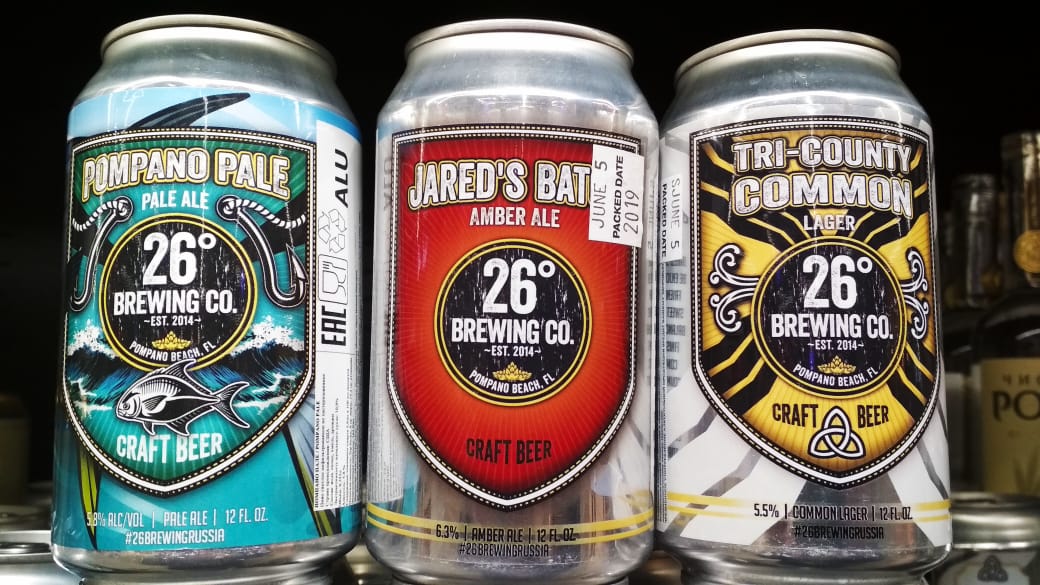 POMPANO PALE
PALE ALE
26°
BREWING CO.
~EST. 2014~
POMPANO BEACH, FL
CRAFT BEER
5.8% ALC/VOL | PALE ALE | 12 FL. OZ.
#26BREWINGRUSSIA
ALU
EAC
POMPANO PALE
JARED'S BAT
AMBER ALE
JUNE 5
PACKED DATE
2019
26°
BREWING CO.
~EST. 2014~
POMPANO BEACH, FL
CRAFT BEER
6.3% | AMBER ALE | 12 FL. OZ.
#26BREWINGRUSSIA
SJUNE 5
PACKED DATE
TRI-COUNTY
COMMON
LAGER
26°
BREWING CO.
~EST. 2014~
POMPANO BEACH, FL
CRAFT BEER
5.5% | COMMON LAGER | 12 FL. OZ.
#26BREWINGRUSSIA